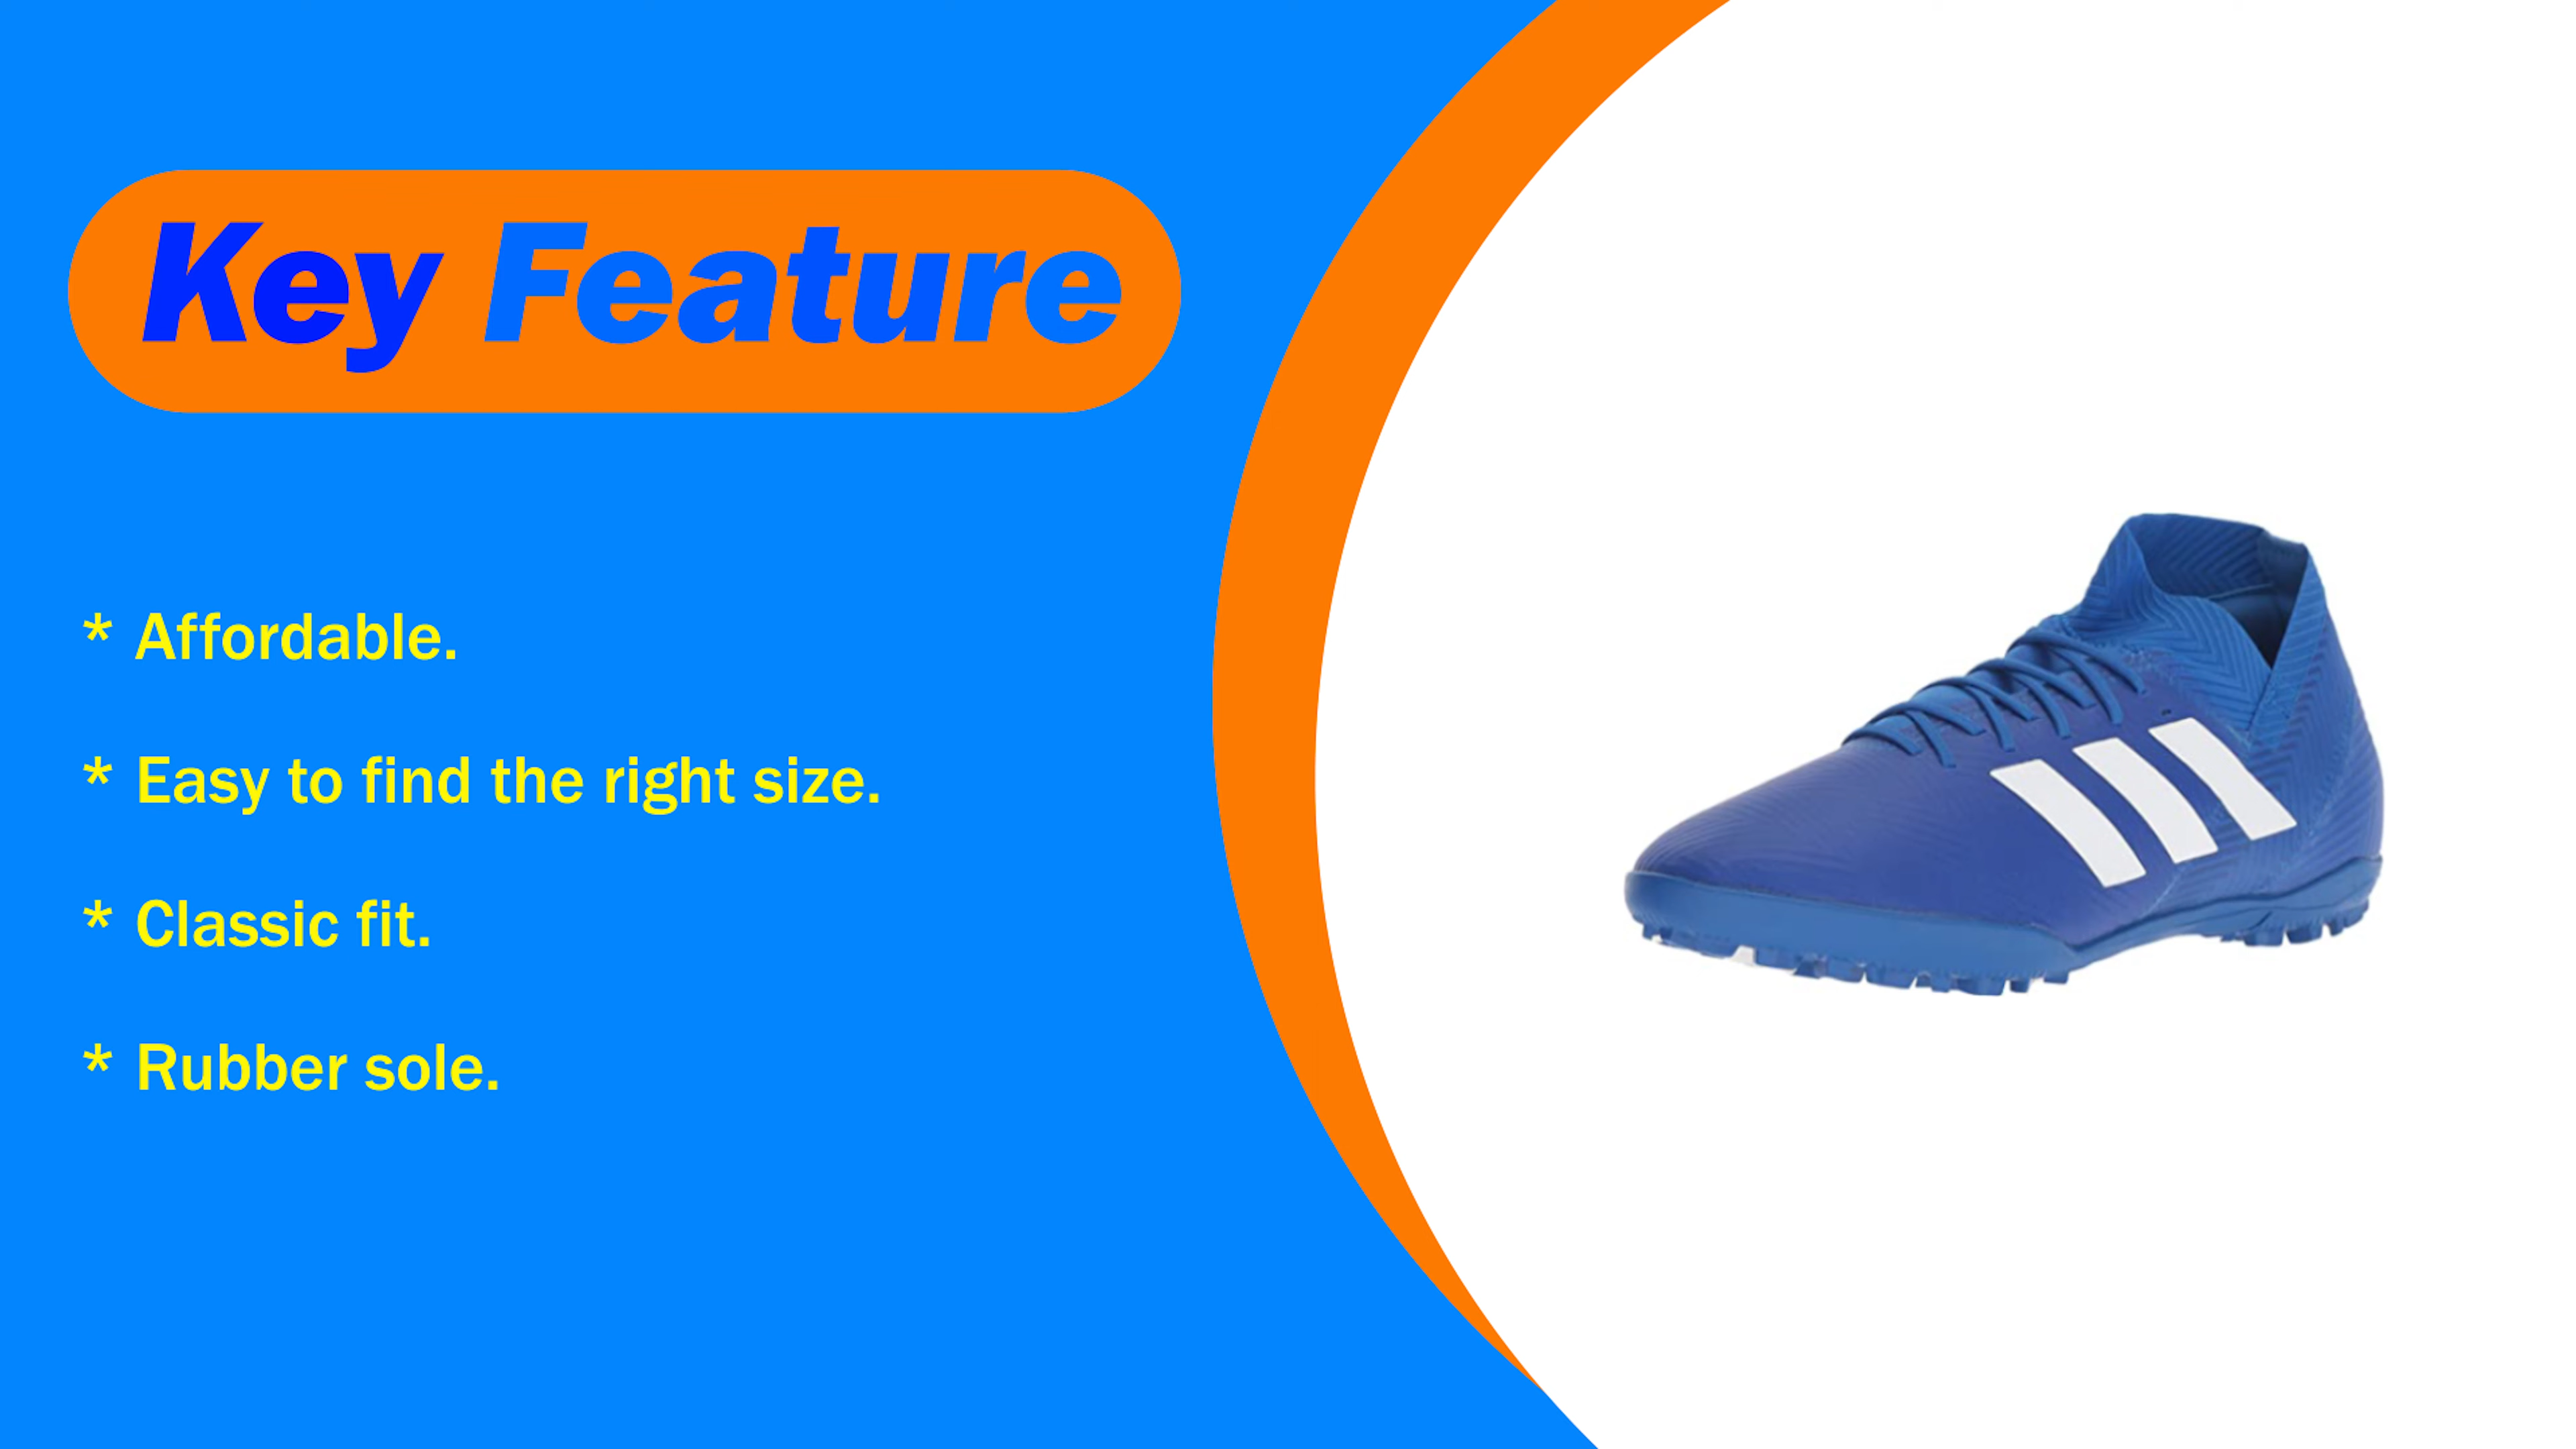 Key Feature
* Affordable.
* Easy to find the right size.
* Classic fit.
* Rubber sole.